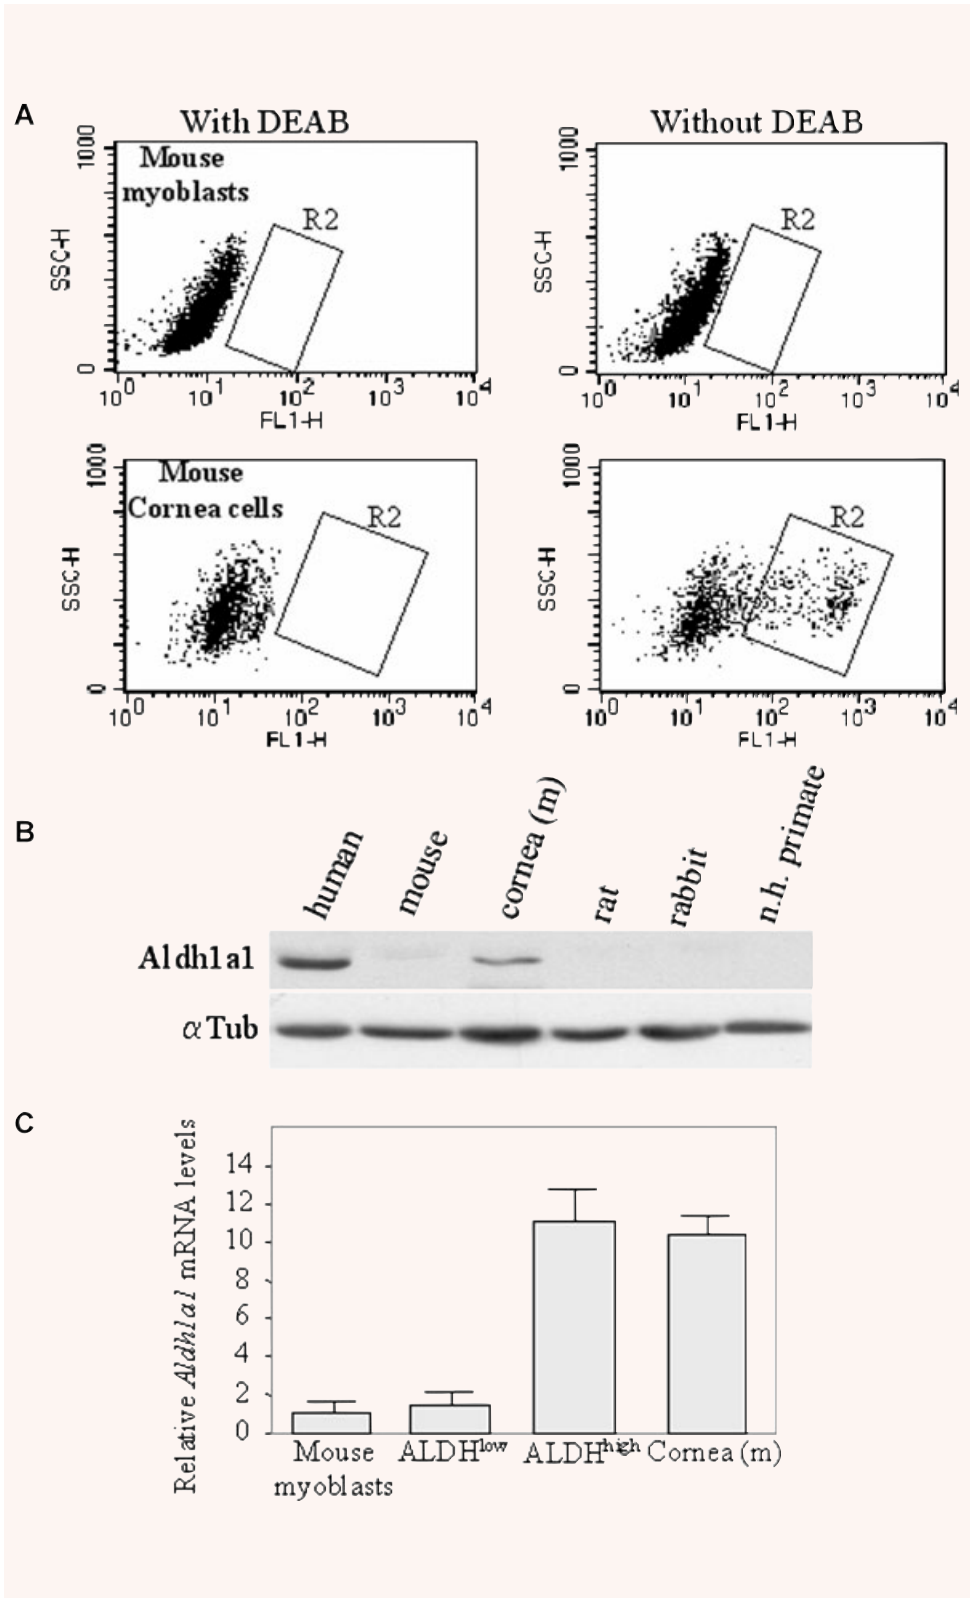 A
With DEAB
Without DEAB
Mouse
myoblasts
R2
SSC-H
1000
0
10^0 10^1 10^2 10^3 10^4
FL1-H
R2
SSC-H
1000
0
10^0 10^1 10^2 10^3 10^4
FL1-H
Mouse
Cornea cells
R2
SSC-H
1000
0
10^0 10^1 10^2 10^3 10^4
FL1-H
R2
SSC-H
1000
0
10^0 10^1 10^2 10^3 10^4
FL1-H
B
human
mouse
cornea (m)
rat
rabbit
n.h. primate
Aldh1a1
αTub
C
Relative Aldh1a1 mRNA levels
14
12
10
8
6
4
2
0
Mouse
myoblasts
ALDH^low
ALDH^high
Cornea (m)